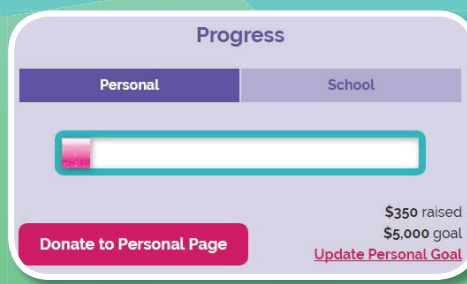 Progress
Personal School
$350 raised
$5,000 goal
Donate to Personal Page
Update Personal Goal